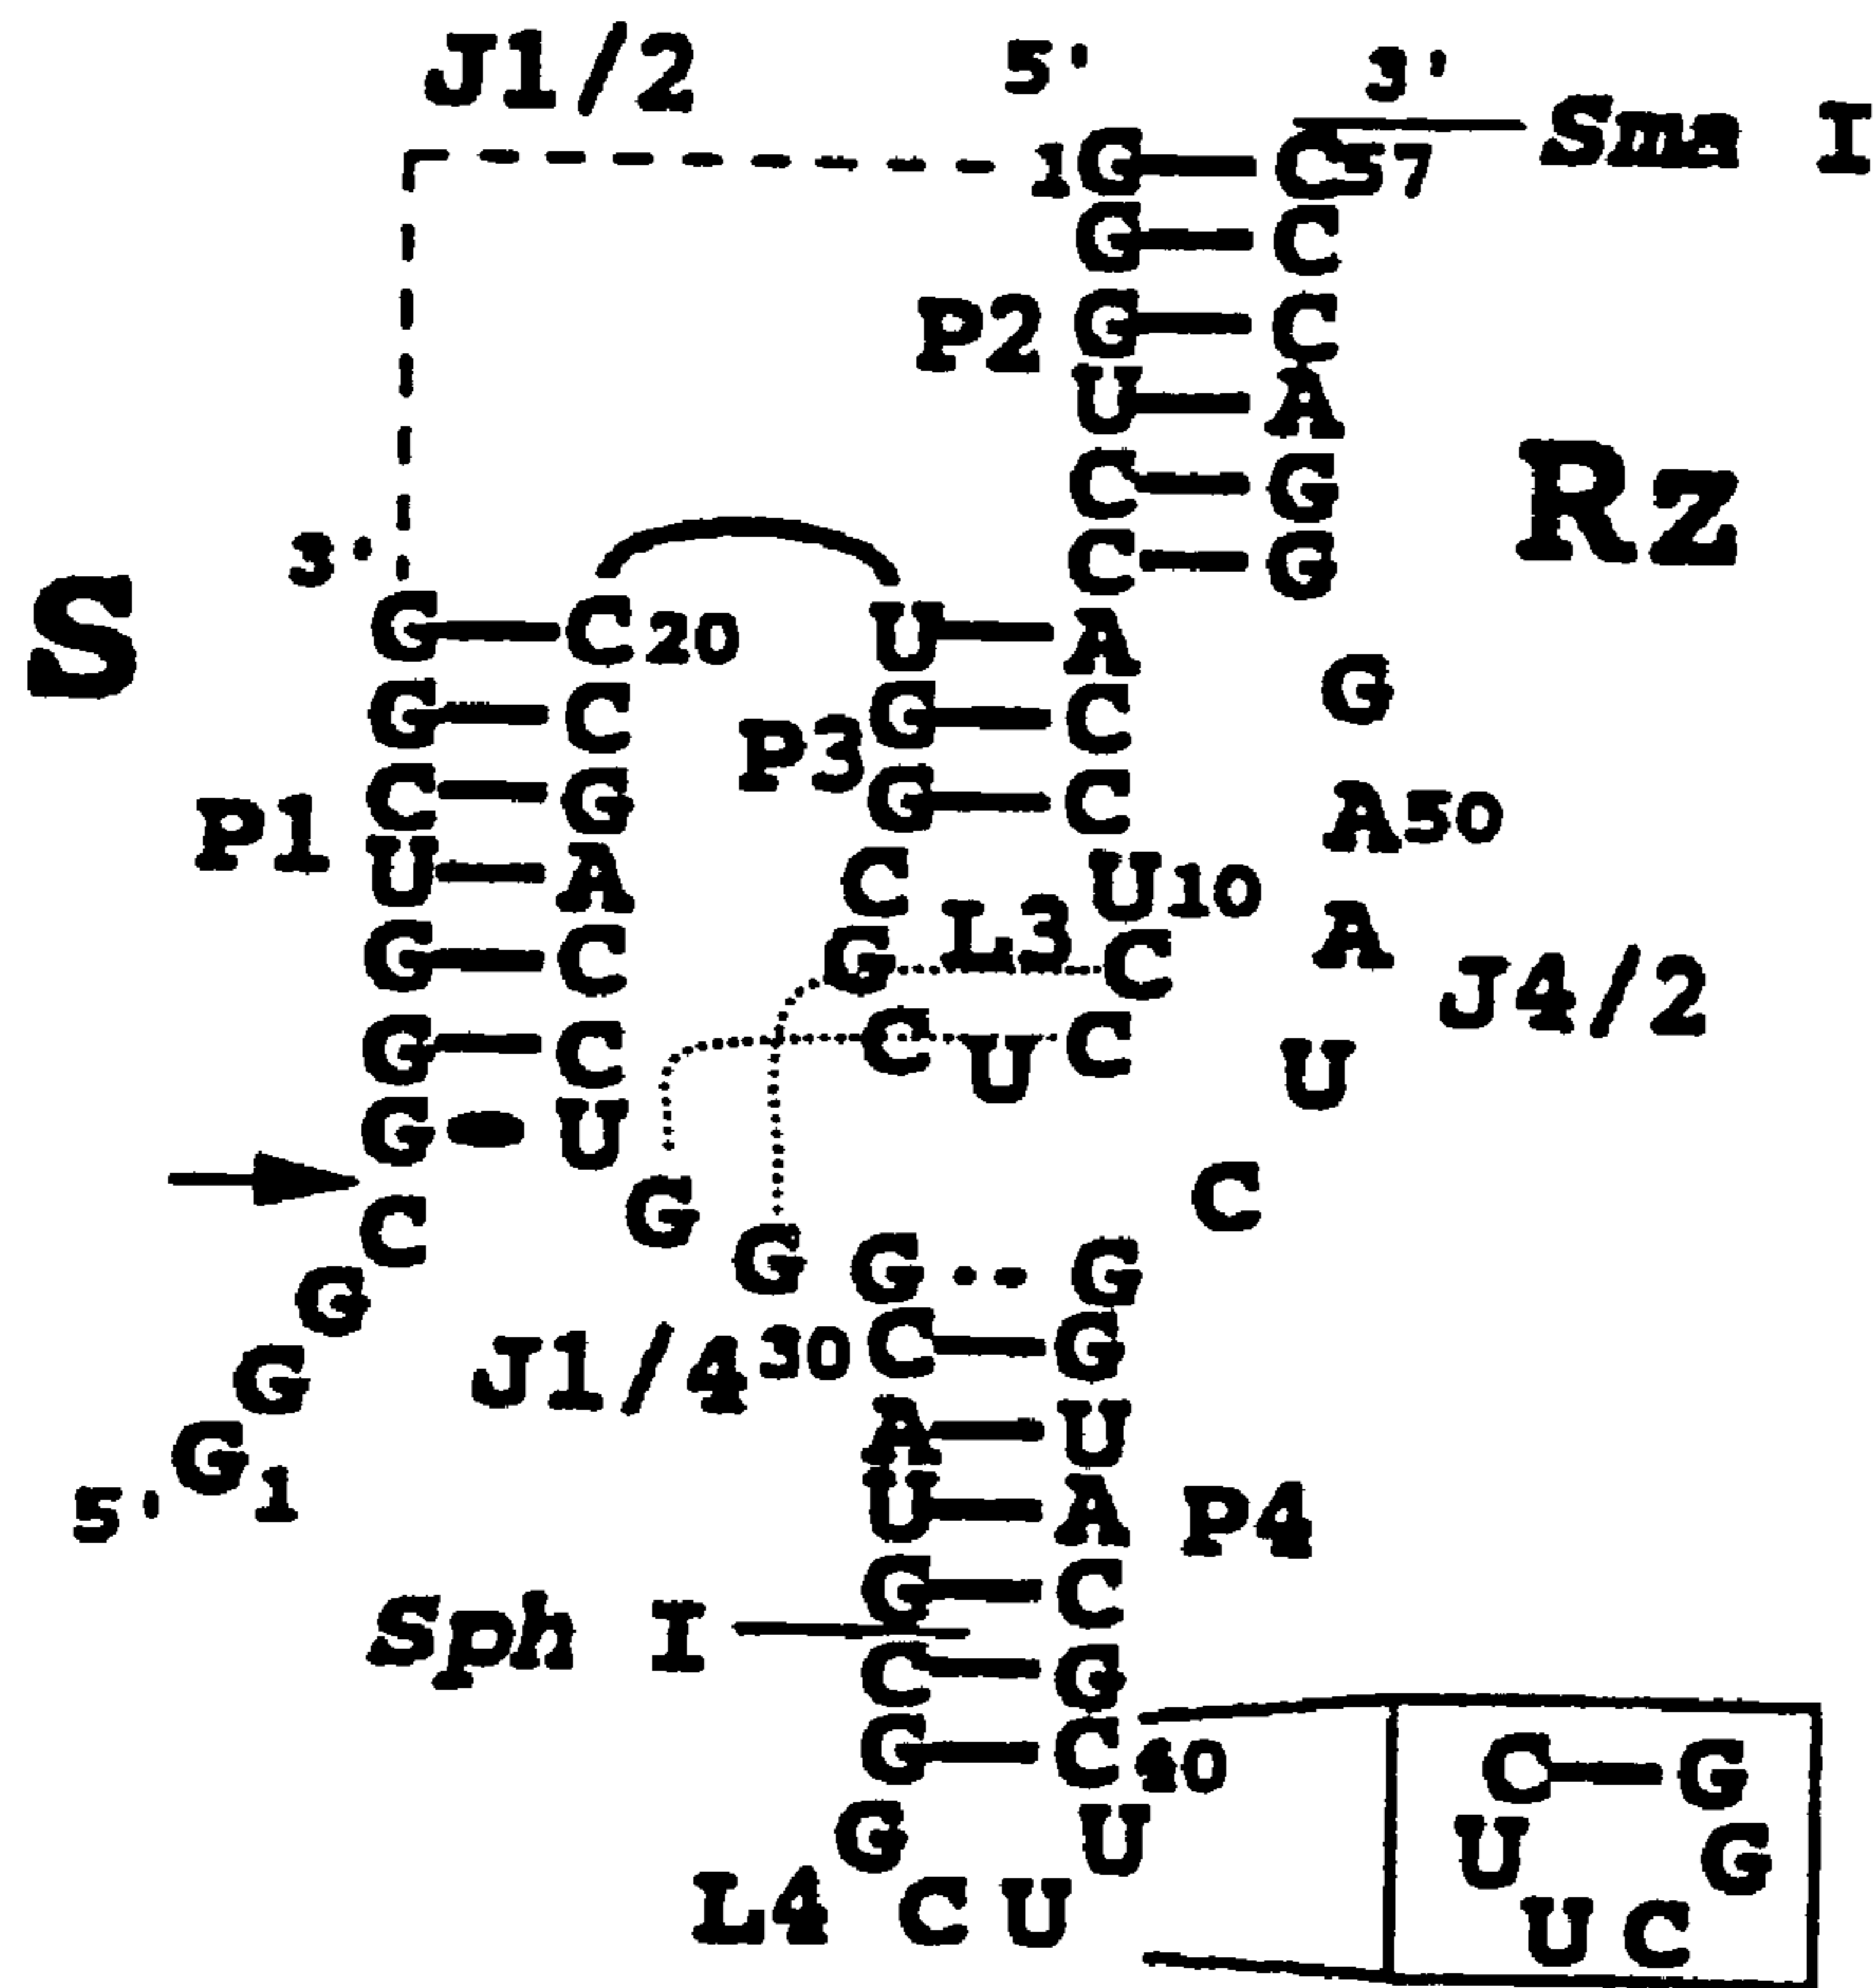 J1/2 5' 3'
1G C57 Sma I
G C
P2 G C
U A
C G Rz
3' C G
S G C20 U A
G C P3 G C G
P1 C G G C A50
U A C U10
G C G L3 C A J4/2
G C C U C U
G U
C G C
G G G G
G J1/4 30 C G
G1 A U
5' U A P4
Sph I G C
C G
G C40 C G
G U U G
L4 C U U C